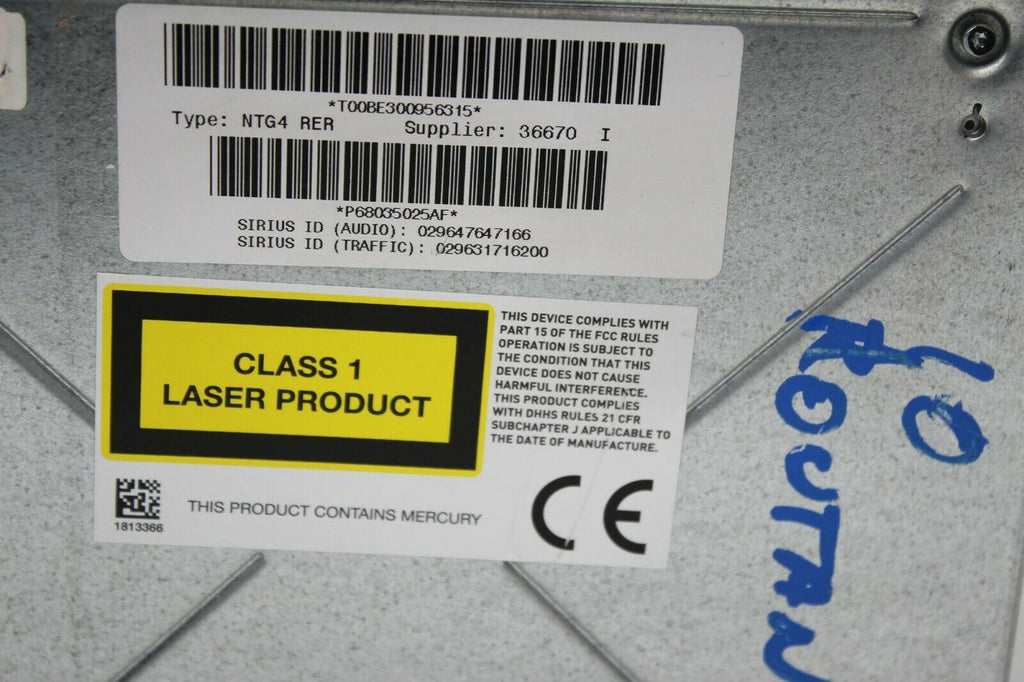 *T00BE300956315*
Type: NTG4 RER Supplier: 36670 I
*P68035025AF*
SIRIUS ID (AUDIO): 029647647166
SIRIUS ID (TRAFFIC): 029631716200
CLASS 1
LASER PRODUCT
THIS DEVICE COMPLIES WITH
PART 15 OF THE FCC RULES
OPERATION IS SUBJECT TO
THE CONDITION THAT THIS
DEVICE DOES NOT CAUSE
HARMFUL INTERFERENCE.
THIS PRODUCT COMPLIES
WITH DHHS RULES 21 CFR
SUBCHAPTER J APPLICABLE TO
THE DATE OF MANUFACTURE.
1813366
THIS PRODUCT CONTAINS MERCURY
CE
10
ROUTAN